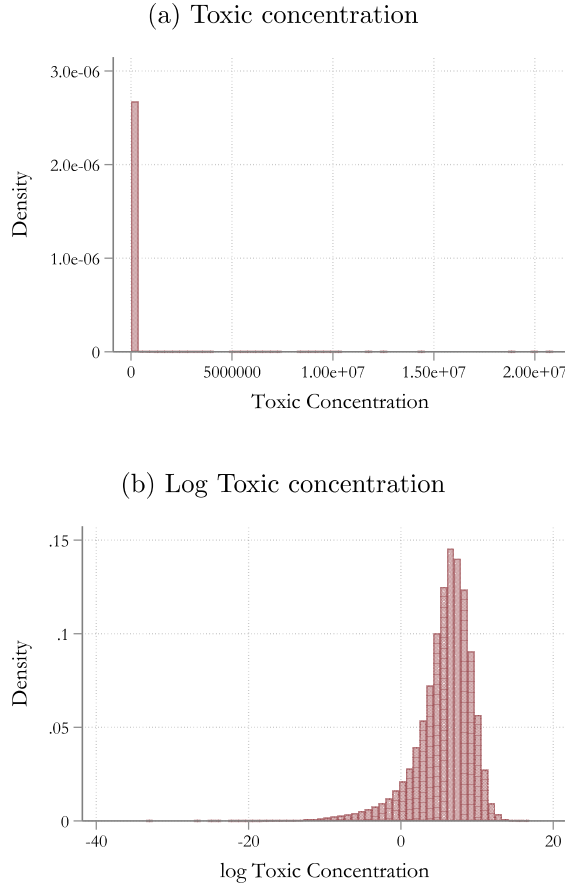 (a) Toxic concentration
3.0e-06
2.0e-06
Density
1.0e-06
0
0 5000000 1.00e+07 1.50e+07 2.00e+07
Toxic Concentration
(b) Log Toxic concentration
.15
.1
Density
.05
0
-40 -20 0 20
log Toxic Concentration